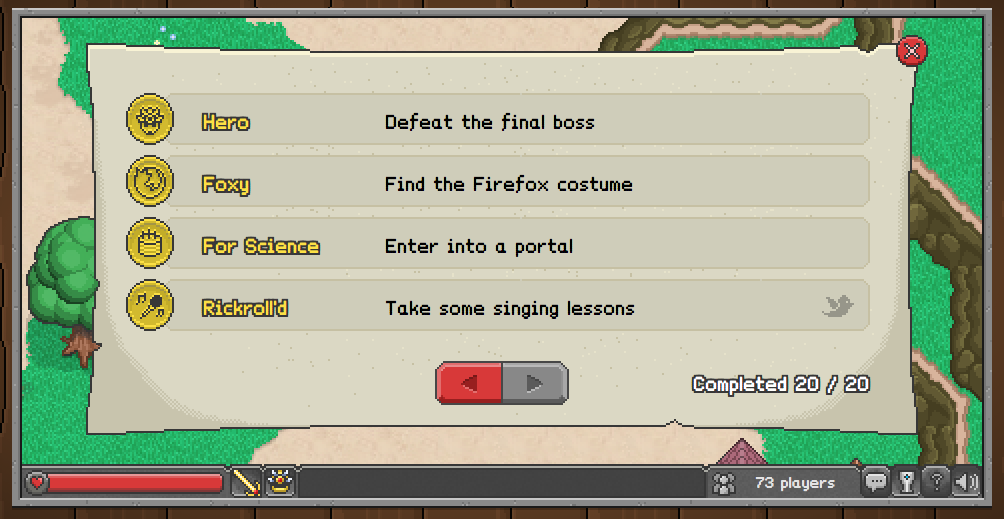 Hero Defeat the final boss
Foxy Find the Firefox costume
For Science Enter into a portal
Rickroll'd Take some singing lessons
Completed 20 / 20
73 players
?